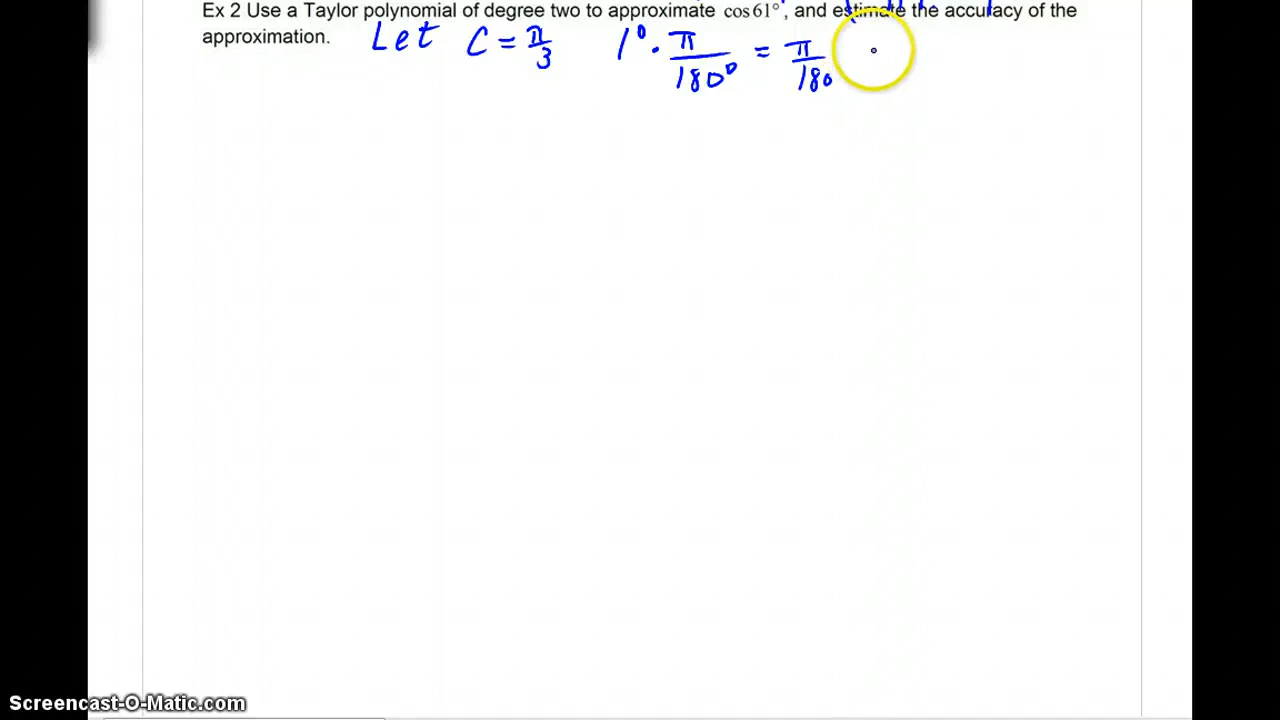 Ex 2 Use a Taylor polynomial of degree two to approximate cos 61°, and estimate the accuracy of the
approximation. Let C = π/3 1° · π/180° = π/180
Screencast-O-Matic.com